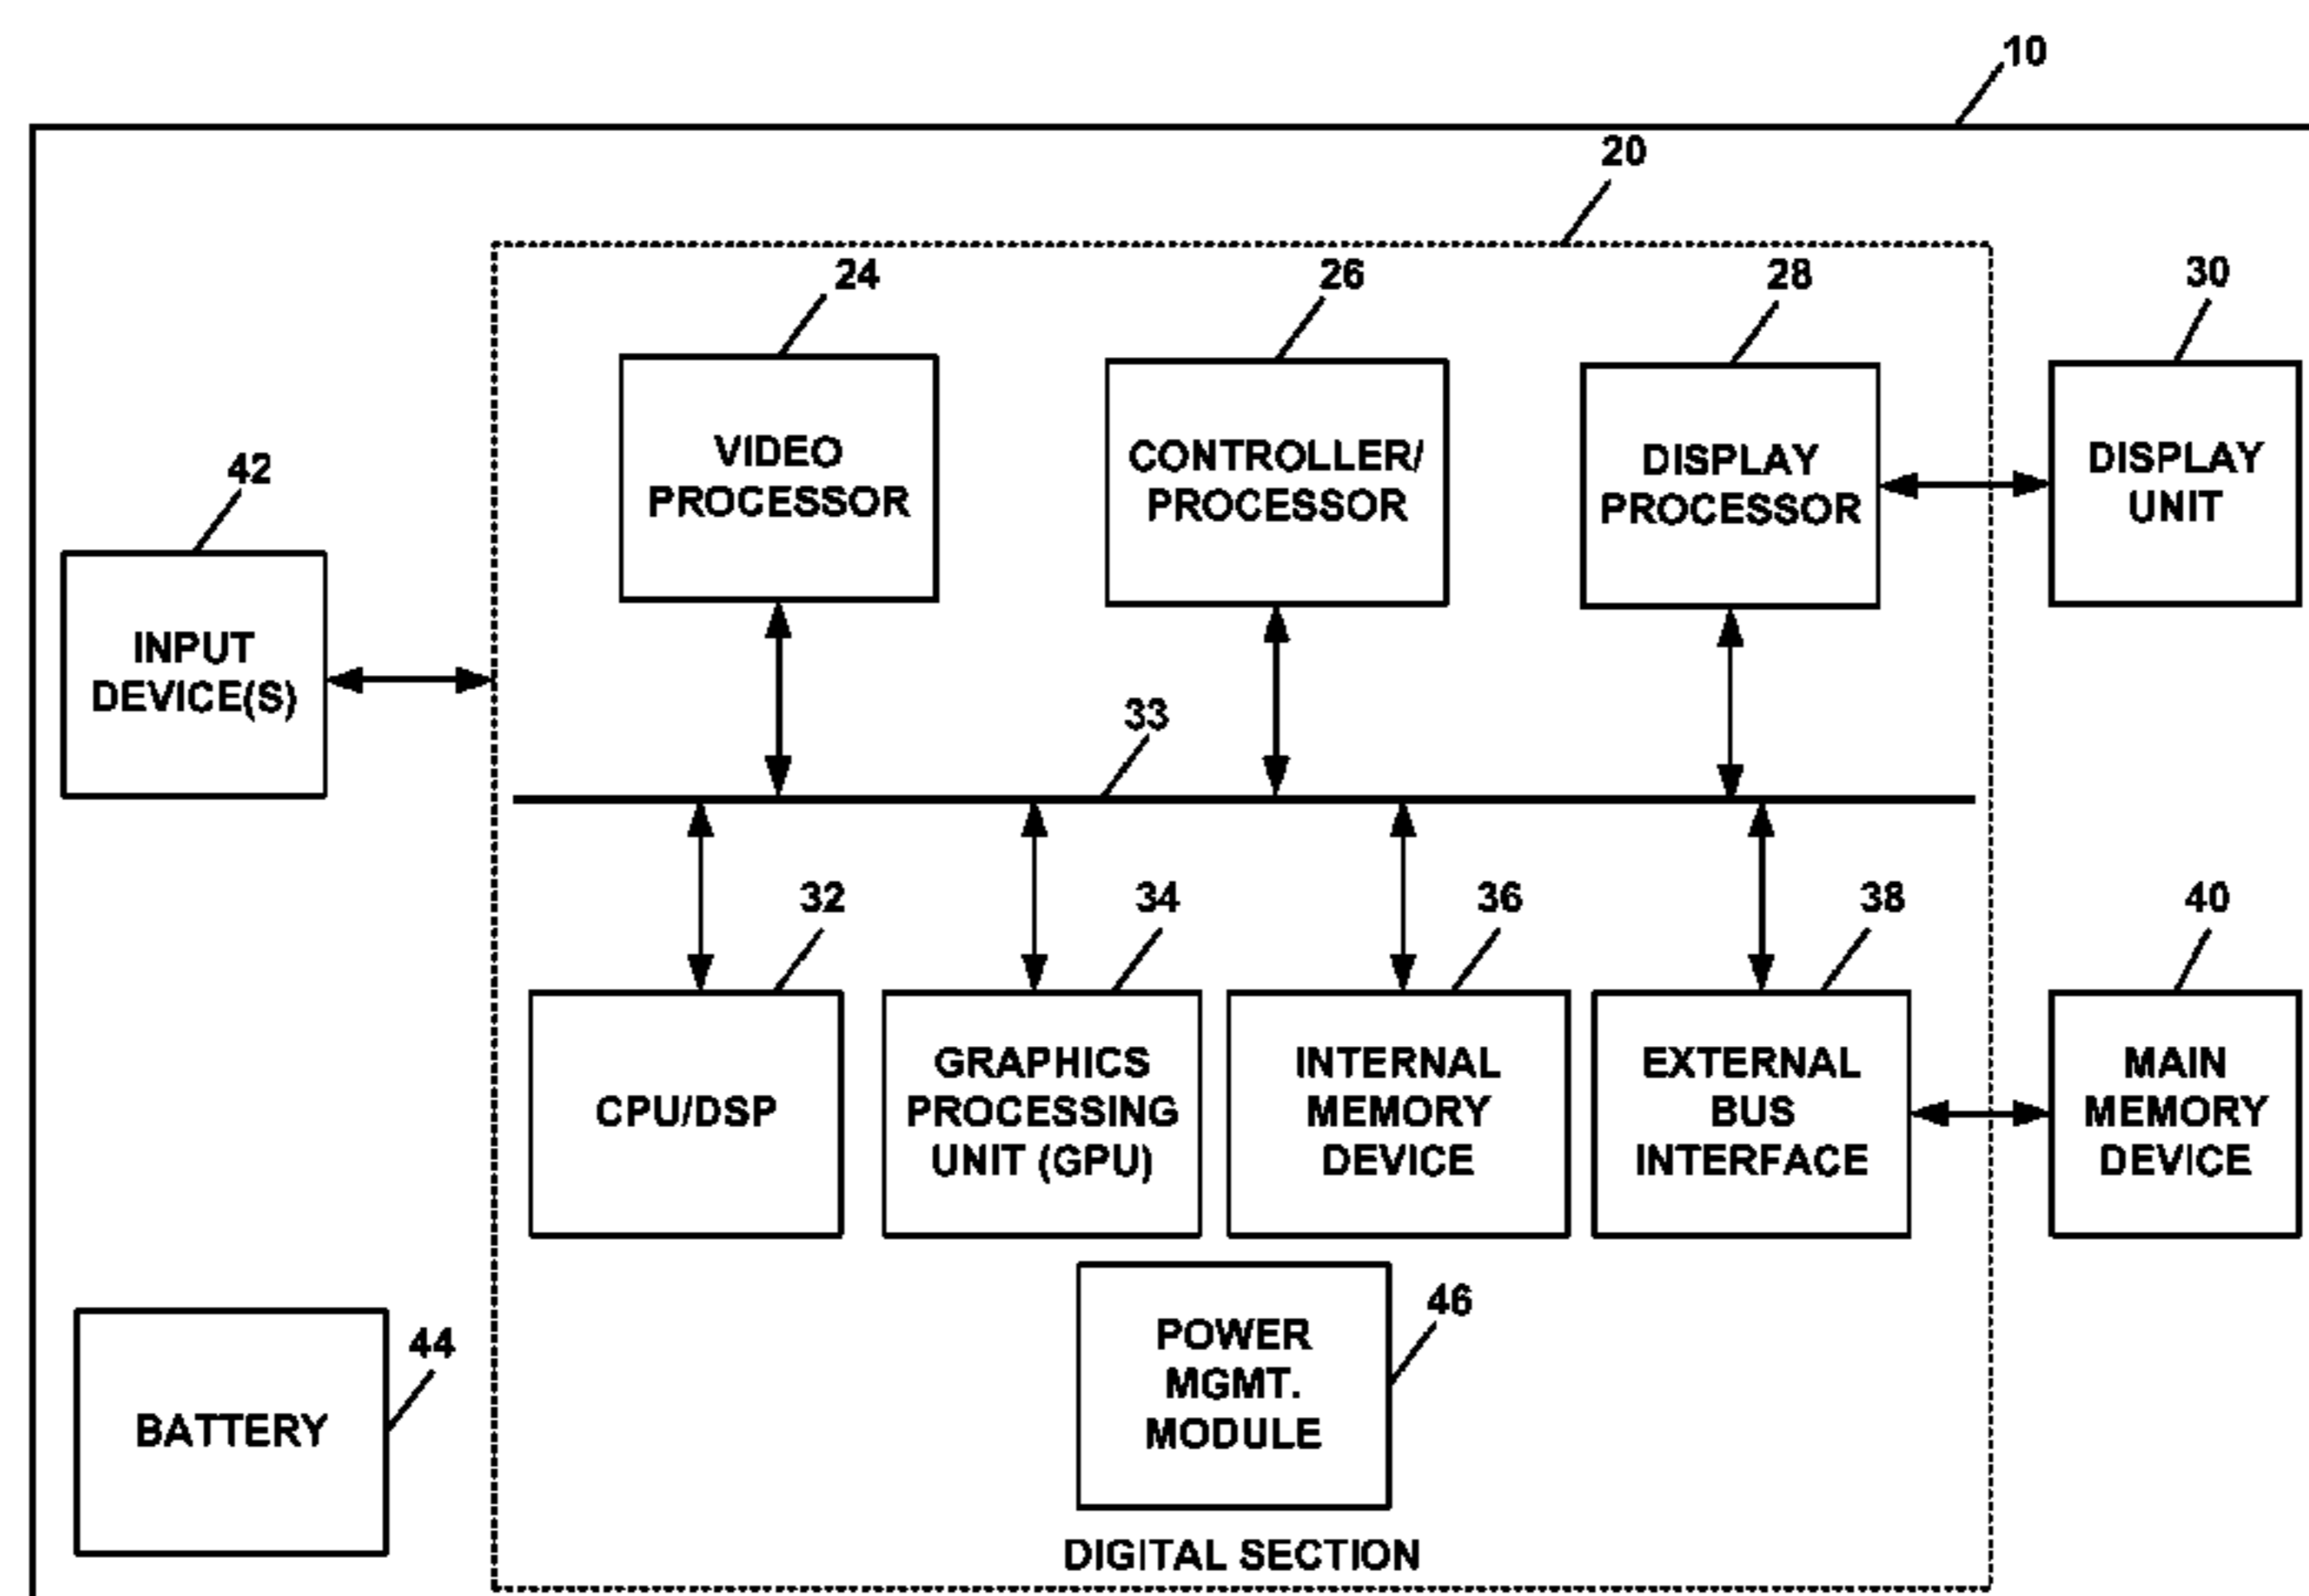 10
20
24
26
28
30
VIDEO
PROCESSOR
CONTROLLER/
PROCESSOR
DISPLAY
PROCESSOR
DISPLAY
UNIT
42
INPUT
DEVICE(S)
33
32
34
36
38
40
CPU/DSP
GRAPHICS
PROCESSING
UNIT (GPU)
INTERNAL
MEMORY
DEVICE
EXTERNAL
BUS
INTERFACE
MAIN
MEMORY
DEVICE
44
BATTERY
46
POWER
MGMT.
MODULE
DIGITAL SECTION